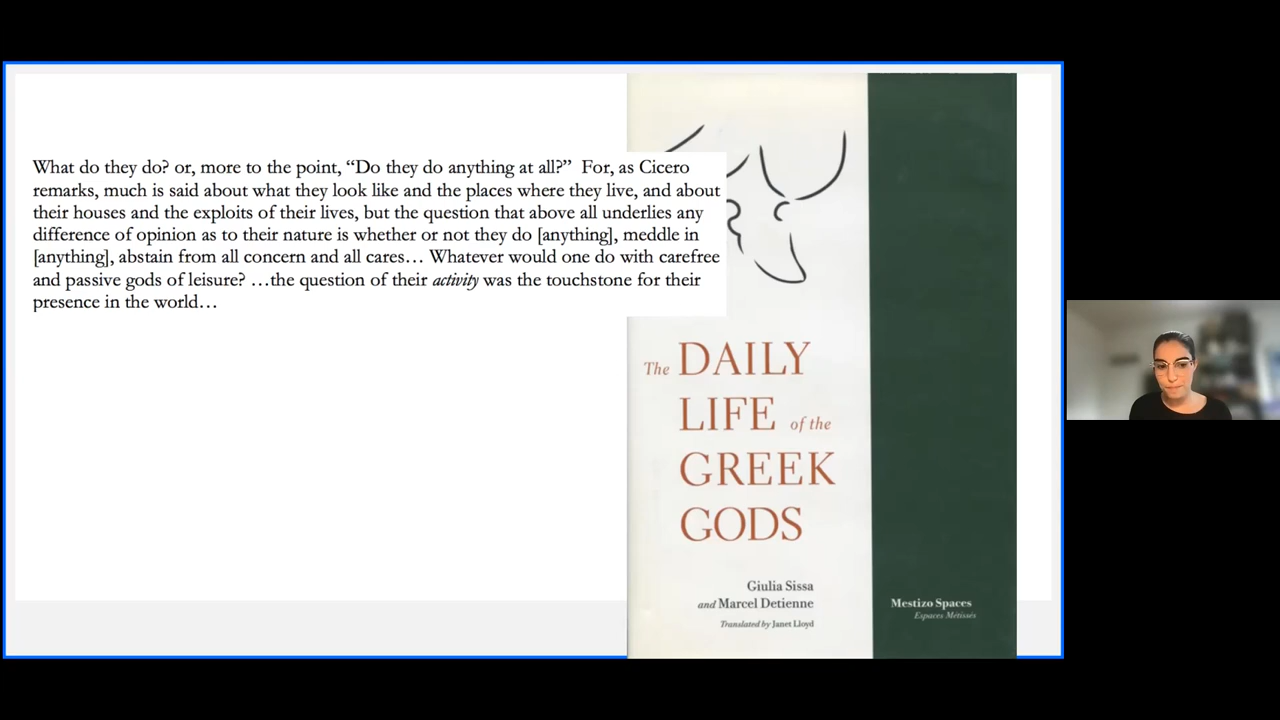 What do they do? or, more to the point, “Do they do anything at all?”  For, as Cicero
remarks, much is said about what they look like and the places where they live, and about
their houses and the exploits of their lives, but the question that above all underlies any
difference of opinion as to their nature is whether or not they do [anything], meddle in
[anything], abstain from all concern and all cares… Whatever would one do with carefree
and passive gods of leisure? …the question of their activity was the touchstone for their
presence in the world…
The DAILY
LIFE of the
GREEK
GODS
Giulia Sissa
and Marcel Detienne
Translated by Janet Lloyd
Mestizo Spaces
Espaces Métissés